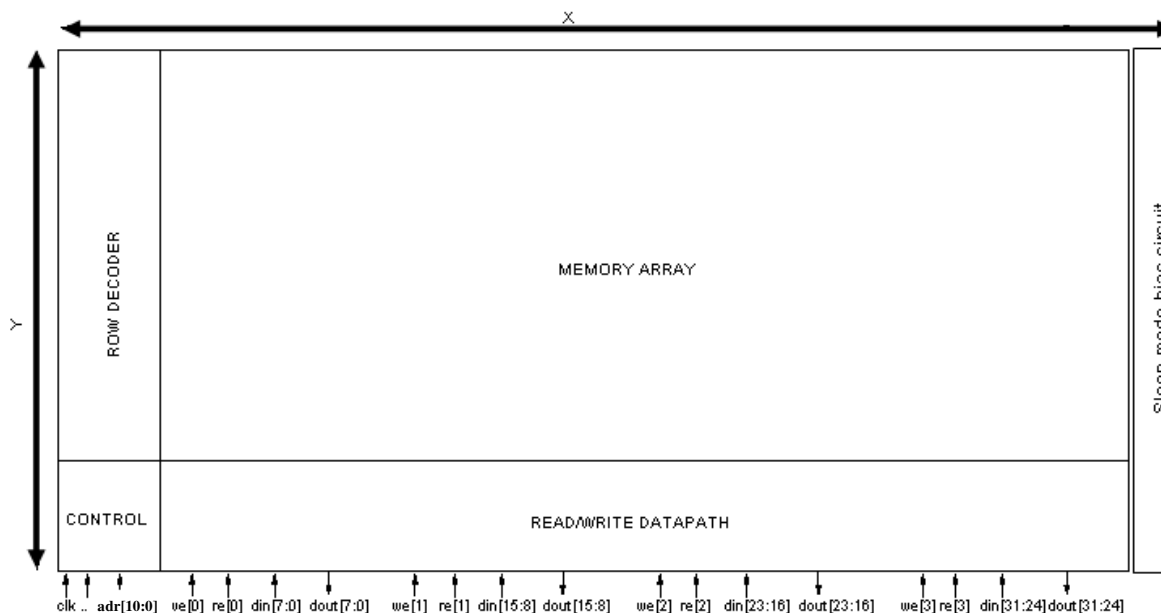 X
Y
ROW DECODER
MEMORY ARRAY
Sleep mode bias circuit
CONTROL
READ/WRITE DATAPATH
clk .. adr[10:0] we[0] re[0] din[7:0] dout[7:0] we[1] re[1] din[15:8] dout[15:8] we[2] re[2] din[23:16] dout[23:16] we[3] re[3] din[31:24] dout[31:24]